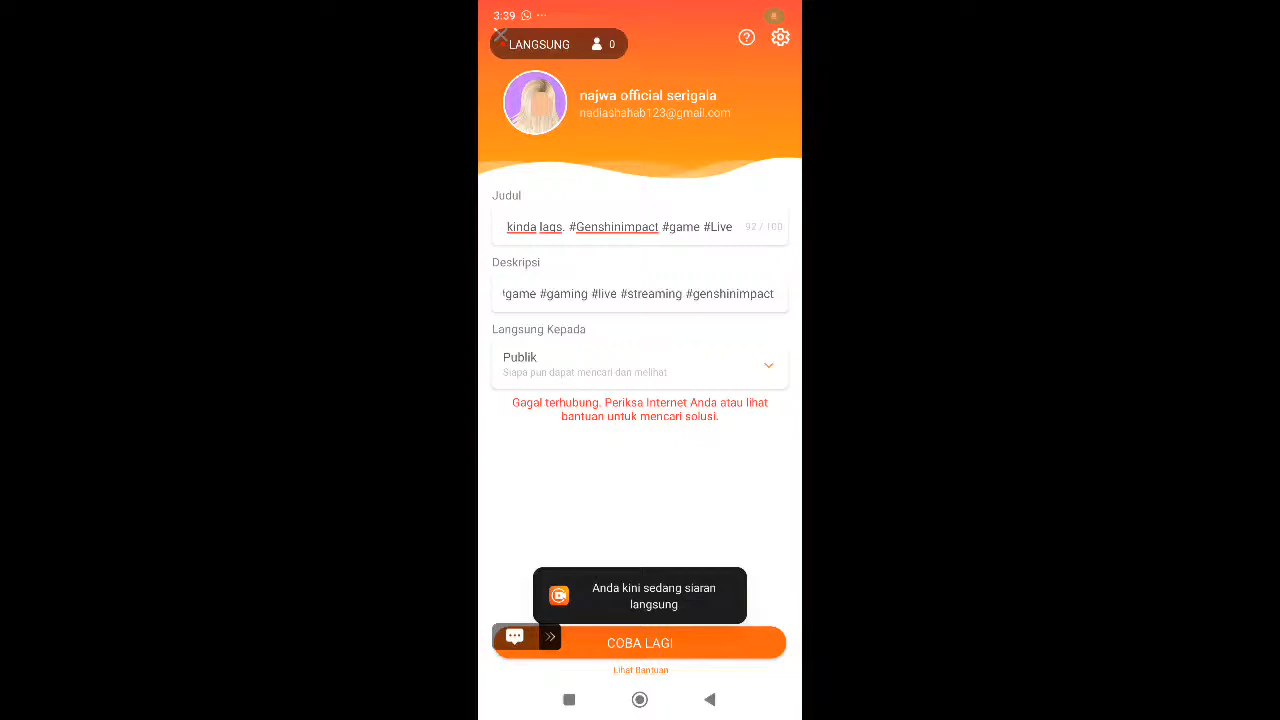 3:39
LANGSUNG 0
najwa official serigala
nadiashahab123@gmail.com
Judul
kinda lags. #Genshinimpact #game #Live 92 / 100
Deskripsi
#game #gaming #live #streaming #genshinimpact
Langsung Kepada
Publik
Siapa pun dapat mencari dan melihat
Gagal terhubung. Periksa Internet Anda atau lihat
bantuan untuk mencari solusi.
Anda kini sedang siaran
langsung
COBA LAGI
Lihat Bantuan